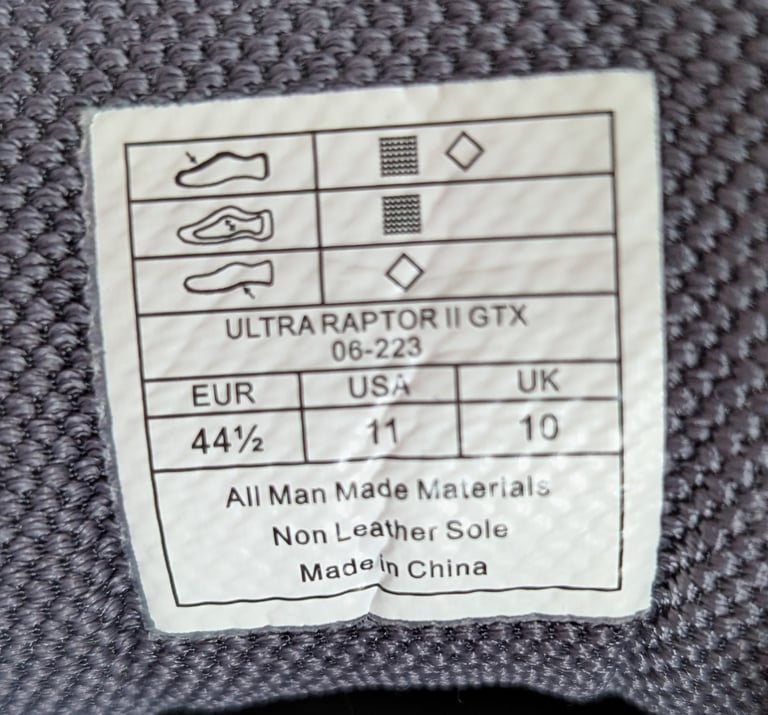 ULTRA RAPTOR II GTX
06-223
EUR USA UK
44½ 11 10
All Man Made Materials
Non Leather Sole
Made in China